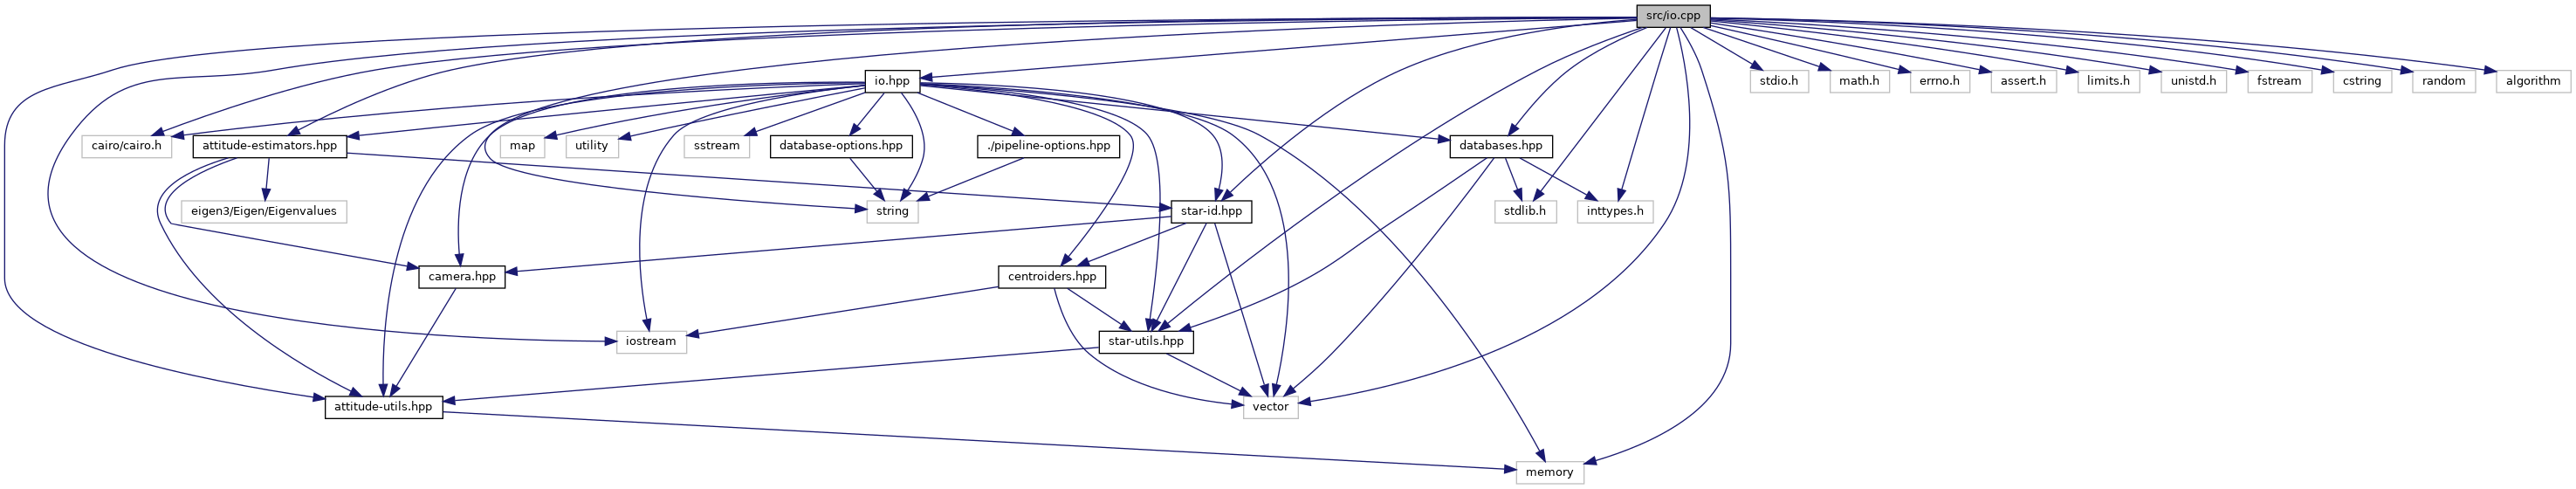 src/io.cpp
io.hpp
stdio.h
math.h
errno.h
assert.h
limits.h
unistd.h
fstream
cstring
random
algorithm
cairo/cairo.h
attitude-estimators.hpp
map
utility
sstream
database-options.hpp
./pipeline-options.hpp
databases.hpp
eigen3/Eigen/Eigenvalues
string
star-id.hpp
stdlib.h
inttypes.h
camera.hpp
centroiders.hpp
iostream
star-utils.hpp
attitude-utils.hpp
vector
memory